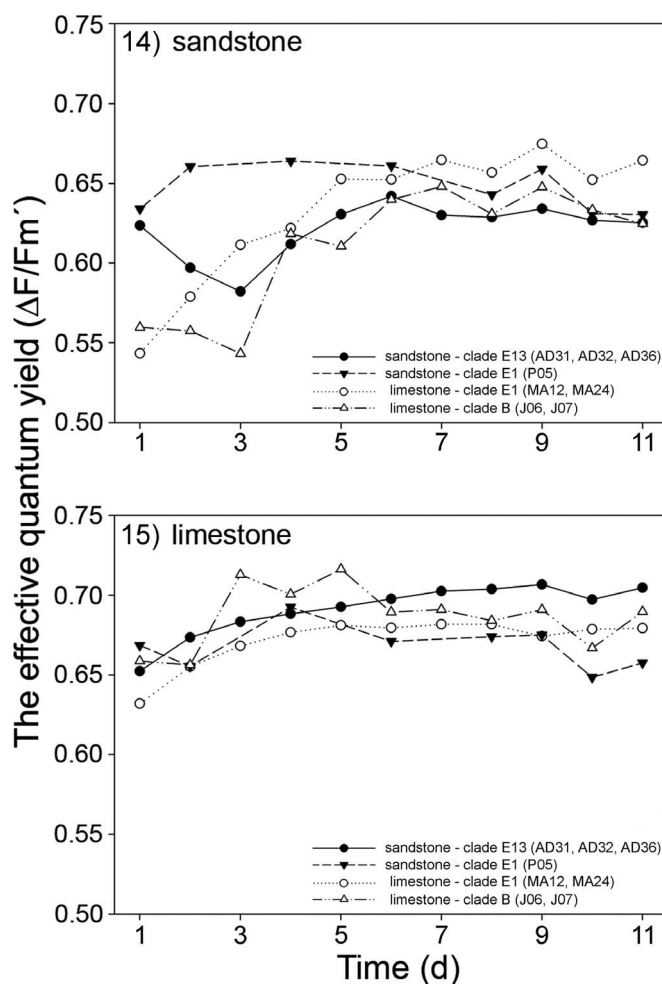 The effective quantum yield (ΔF/Fm´)
14) sandstone
0.75
0.70
0.65
0.60
0.55
0.50
sandstone - clade E13 (AD31, AD32, AD36)
sandstone - clade E1 (P05)
limestone - clade E1 (MA12, MA24)
limestone - clade B (J06, J07)
1 3 5 7 9 11
15) limestone
0.75
0.70
0.65
0.60
0.55
0.50
sandstone - clade E13 (AD31, AD32, AD36)
sandstone - clade E1 (P05)
limestone - clade E1 (MA12, MA24)
limestone - clade B (J06, J07)
1 3 5 7 9 11
Time (d)